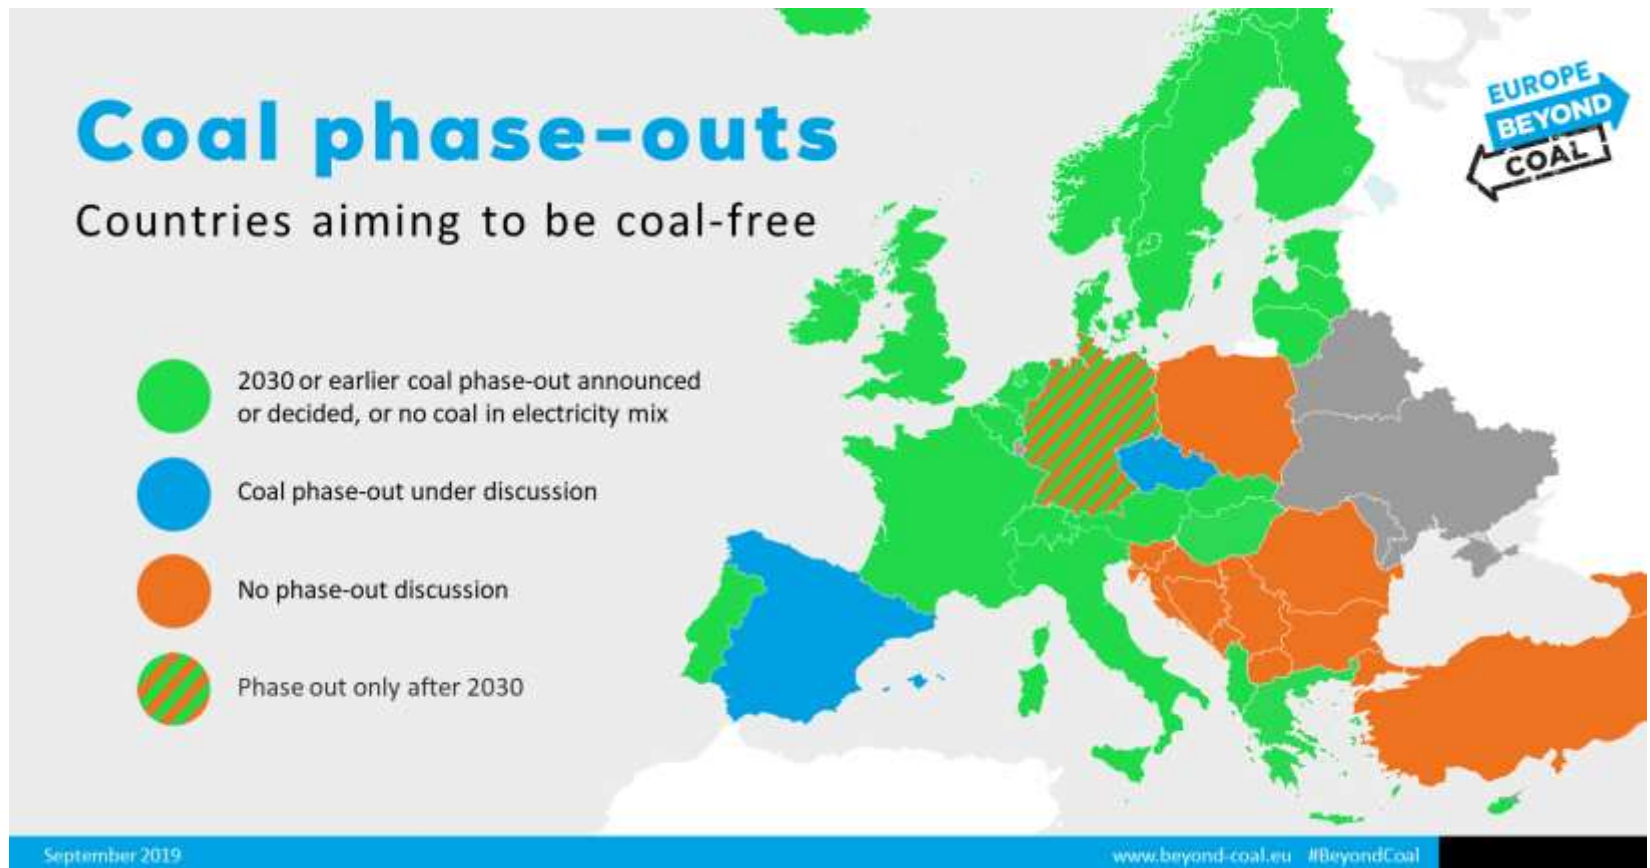 Coal phase-outs
Countries aiming to be coal-free
EUROPE
BEYOND
COAL
2030 or earlier coal phase-out announced
or decided, or no coal in electricity mix
Coal phase-out under discussion
No phase-out discussion
Phase out only after 2030
September 2019
www.beyond-coal.eu #BeyondCoal